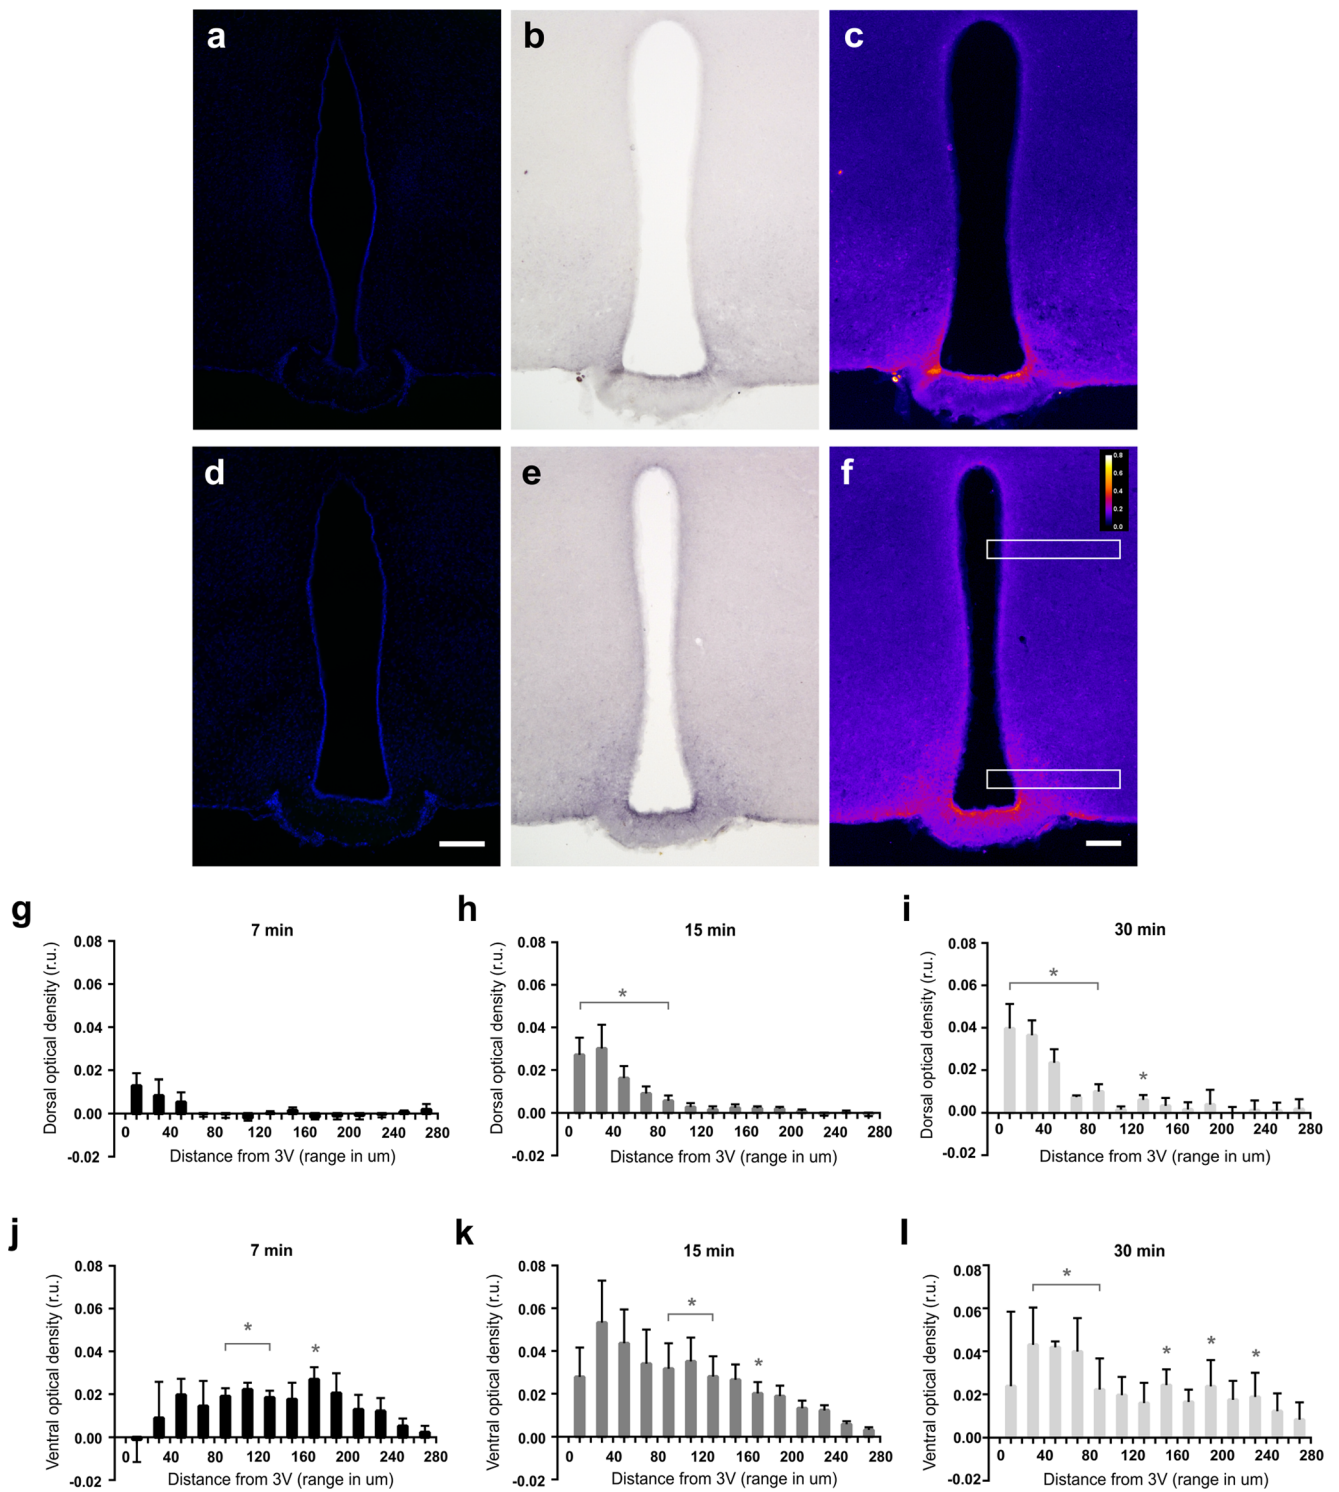 a
b
c
d
e
f
0.8
0.6
0.4
0.2
0.0
g
7 min
Dorsal optical density (r.u.)
0.08
0.06
0.04
0.02
0.00
-0.02
0 40 80 120 160 200 240 280
Distance from 3V (range in um)
h
15 min
Dorsal optical density (r.u.)
0.08
0.06
0.04
0.02
0.00
-0.02
*
0 40 80 120 160 200 240 280
Distance from 3V (range in um)
i
30 min
Dorsal optical density (r.u.)
0.08
0.06
0.04
0.02
0.00
-0.02
*
*
0 40 80 120 160 200 240 280
Distance from 3V (range in um)
j
7 min
Ventral optical density (r.u.)
0.08
0.06
0.04
0.02
0.00
-0.02
*
*
40 80 120 160 200 240 280
Distance from 3V (range in um)
k
15 min
Ventral optical density (r.u.)
0.08
0.06
0.04
0.02
0.00
-0.02
*
*
0 40 80 120 160 200 240 280
Distance from 3V (range in um)
l
30 min
Ventral optical density (r.u.)
0.08
0.06
0.04
0.02
0.00
-0.02
*
* * *
0 40 80 120 160 200 240 280
Distance from 3V (range in um)